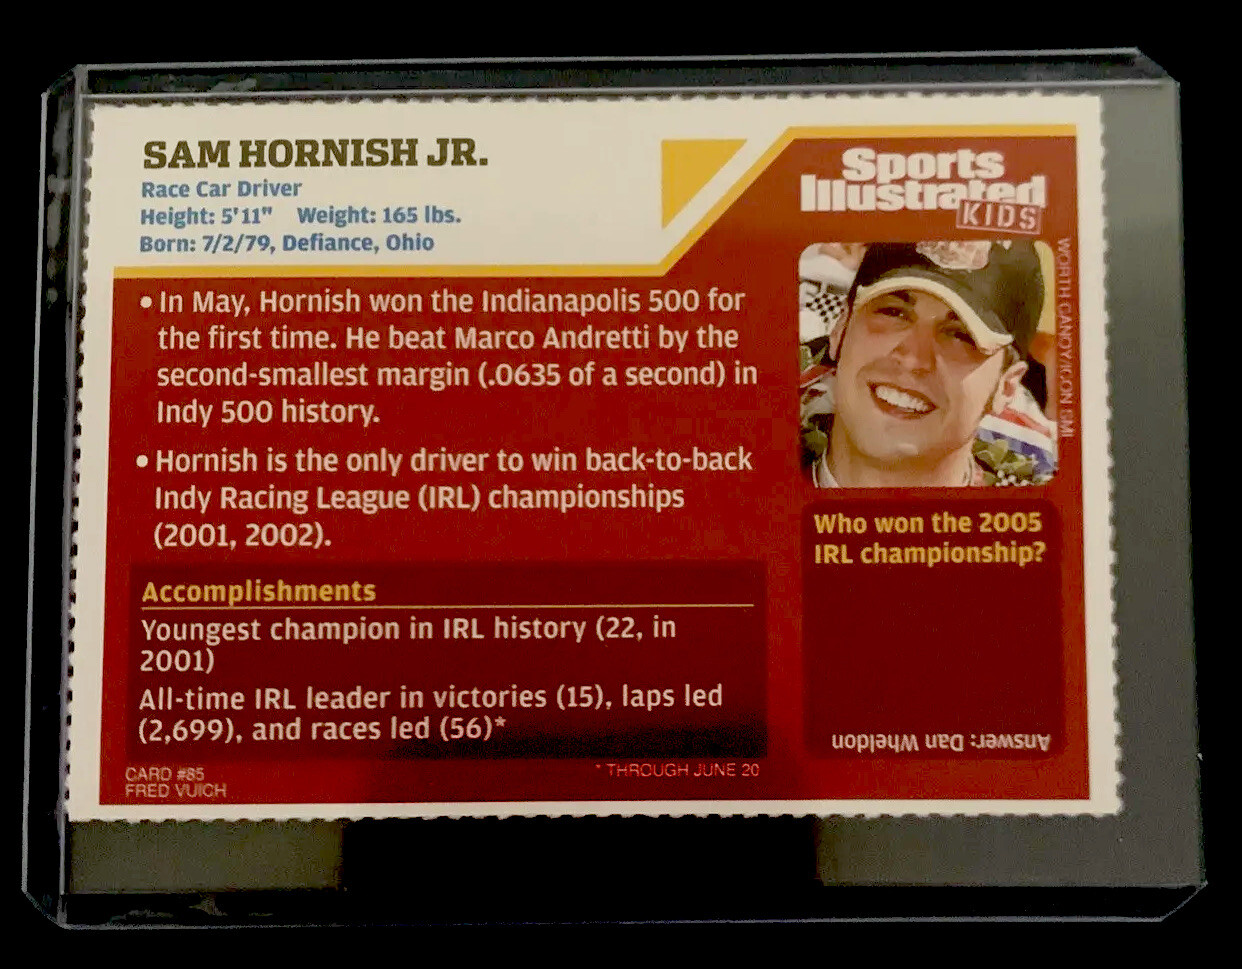 SAM HORNISH JR.
Race Car Driver
Height: 5'11" Weight: 165 lbs.
Born: 7/2/79, Defiance, Ohio
Sports
Illustrated
KIDS
• In May, Hornish won the Indianapolis 500 for
the first time. He beat Marco Andretti by the
second-smallest margin (.0635 of a second) in
Indy 500 history.
• Hornish is the only driver to win back-to-back
Indy Racing League (IRL) championships
(2001, 2002).
Accomplishments
Youngest champion in IRL history (22, in
2001)
All-time IRL leader in victories (15), laps led
(2,699), and races led (56)*
* THROUGH JUNE 20
CARD #85
FRED VUICH
WORTH CANOY/ICON SMI
Who won the 2005
IRL championship?
Answer: Dan Wheldon